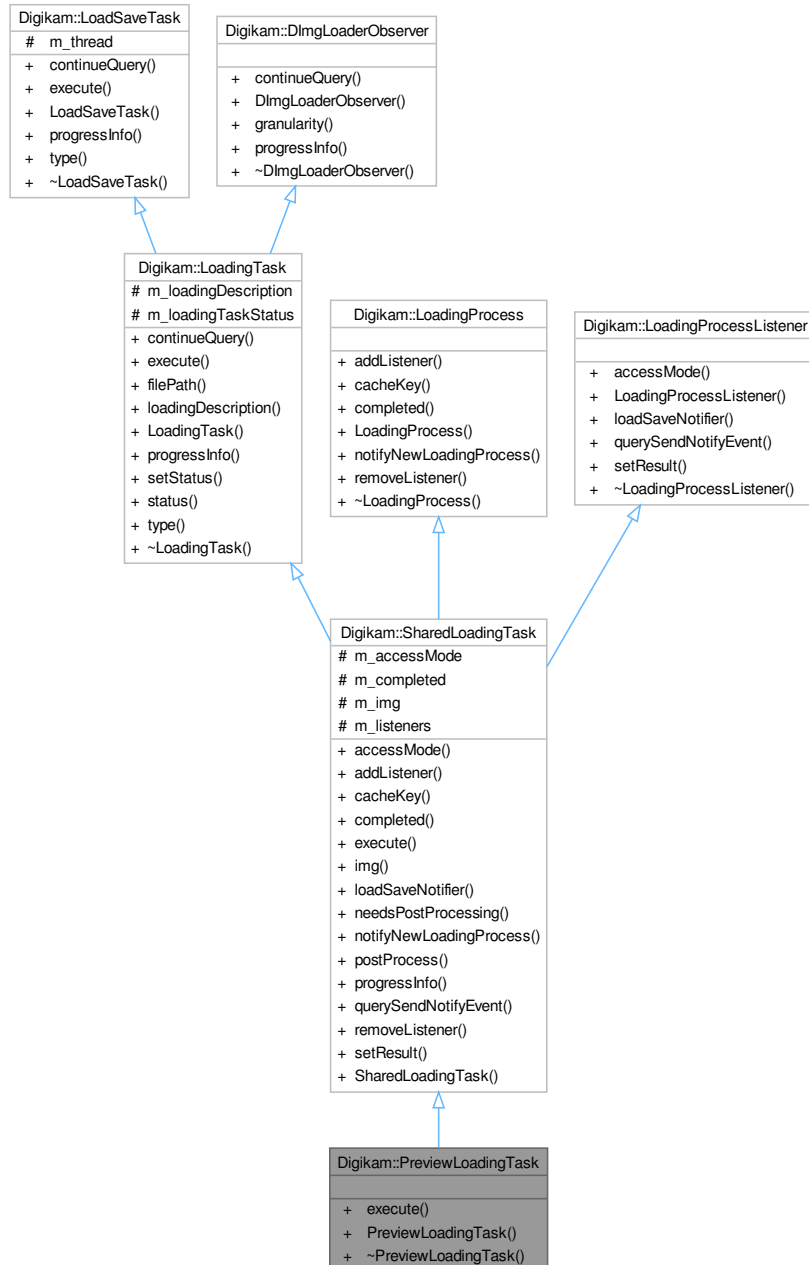 Digikam::LoadSaveTask
# m_thread
+ continueQuery()
+ execute()
+ LoadSaveTask()
+ progressInfo()
+ type()
+ ~LoadSaveTask()
Digikam::DImgLoaderObserver
+ continueQuery()
+ DImgLoaderObserver()
+ granularity()
+ progressInfo()
+ ~DImgLoaderObserver()
Digikam::LoadingTask
# m_loadingDescription
# m_loadingTaskStatus
+ continueQuery()
+ execute()
+ filePath()
+ loadingDescription()
+ LoadingTask()
+ progressInfo()
+ setStatus()
+ status()
+ type()
+ ~LoadingTask()
Digikam::LoadingProcess
+ addListener()
+ cacheKey()
+ completed()
+ LoadingProcess()
+ notifyNewLoadingProcess()
+ removeListener()
+ ~LoadingProcess()
Digikam::LoadingProcessListener
+ accessMode()
+ LoadingProcessListener()
+ loadSaveNotifier()
+ querySendNotifyEvent()
+ setResult()
+ ~LoadingProcessListener()
Digikam::SharedLoadingTask
# m_accessMode
# m_completed
# m_img
# m_listeners
+ accessMode()
+ addListener()
+ cacheKey()
+ completed()
+ execute()
+ img()
+ loadSaveNotifier()
+ needsPostProcessing()
+ notifyNewLoadingProcess()
+ postProcess()
+ progressInfo()
+ querySendNotifyEvent()
+ removeListener()
+ setResult()
+ SharedLoadingTask()
Digikam::PreviewLoadingTask
+ execute()
+ PreviewLoadingTask()
+ ~PreviewLoadingTask()